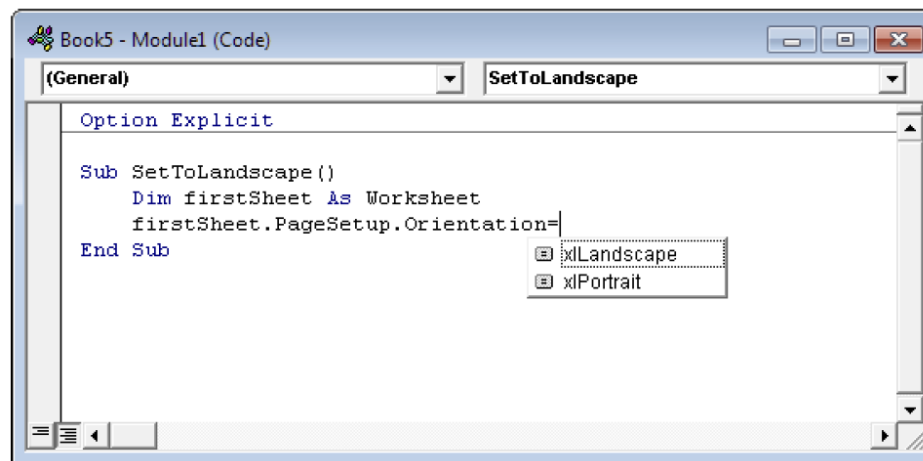 Book5 - Module1 (Code)
(General) SetToLandscape
Option Explicit
Sub SetToLandscape()
Dim firstSheet As Worksheet
firstSheet.PageSetup.Orientation=
End Sub
xlLandscape
xlPortrait